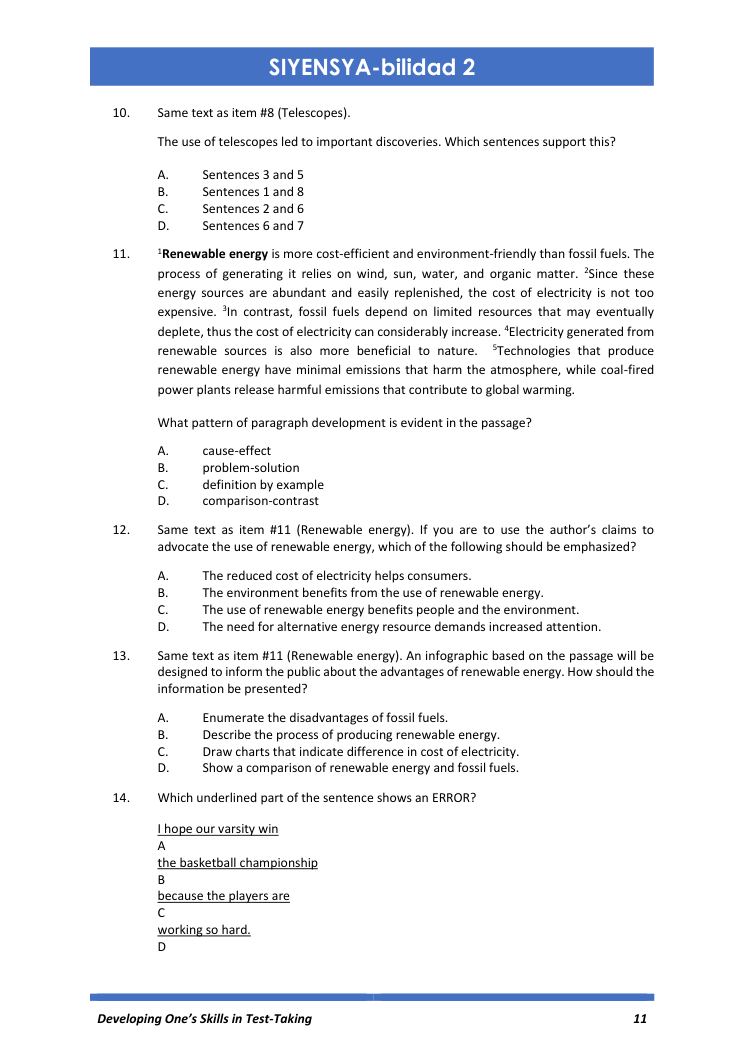 SIYENSYA-bilidad 2
10. Same text as item #8 (Telescopes).
The use of telescopes led to important discoveries. Which sentences support this?
A. Sentences 3 and 5
B. Sentences 1 and 8
C. Sentences 2 and 6
D. Sentences 6 and 7
11. ¹Renewable energy is more cost-efficient and environment-friendly than fossil fuels. The
process of generating it relies on wind, sun, water, and organic matter. ²Since these
energy sources are abundant and easily replenished, the cost of electricity is not too
expensive. ³In contrast, fossil fuels depend on limited resources that may eventually
deplete, thus the cost of electricity can considerably increase. ⁴Electricity generated from
renewable sources is also more beneficial to nature. ⁵Technologies that produce
renewable energy have minimal emissions that harm the atmosphere, while coal-fired
power plants release harmful emissions that contribute to global warming.
What pattern of paragraph development is evident in the passage?
A. cause-effect
B. problem-solution
C. definition by example
D. comparison-contrast
12. Same text as item #11 (Renewable energy). If you are to use the author's claims to
advocate the use of renewable energy, which of the following should be emphasized?
A. The reduced cost of electricity helps consumers.
B. The environment benefits from the use of renewable energy.
C. The use of renewable energy benefits people and the environment.
D. The need for alternative energy resource demands increased attention.
13. Same text as item #11 (Renewable energy). An infographic based on the passage will be
designed to inform the public about the advantages of renewable energy. How should the
information be presented?
A. Enumerate the disadvantages of fossil fuels.
B. Describe the process of producing renewable energy.
C. Draw charts that indicate difference in cost of electricity.
D. Show a comparison of renewable energy and fossil fuels.
14. Which underlined part of the sentence shows an ERROR?
I hope our varsity win
A
the basketball championship
B
because the players are
C
working so hard.
D
Developing One's Skills in Test-Taking 11